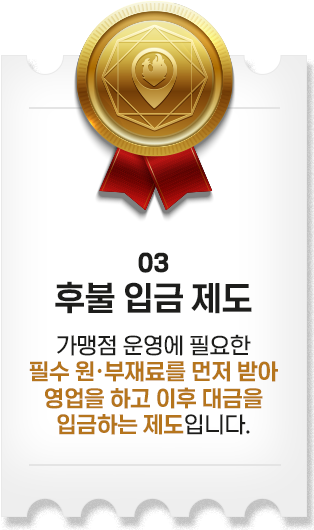 03
후불 입금 제도
가맹점 운영에 필요한
필수 원·부재료를 먼저 받아
영업을 하고 이후 대금을
입금하는 제도입니다.